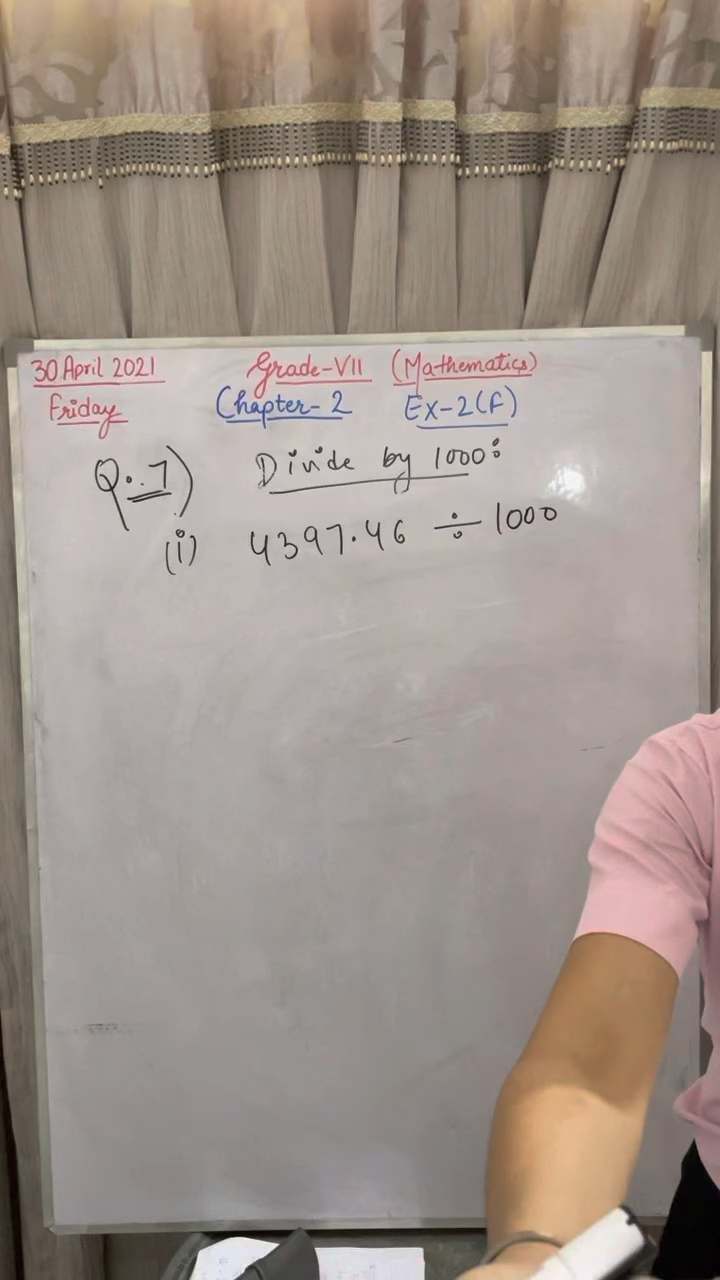 30 April 2021 Grade-VII (Mathematics)
Friday Chapter-2 Ex-2(F)
Q.7) Divide by 1000:
(i) 4397.46 ÷ 1000